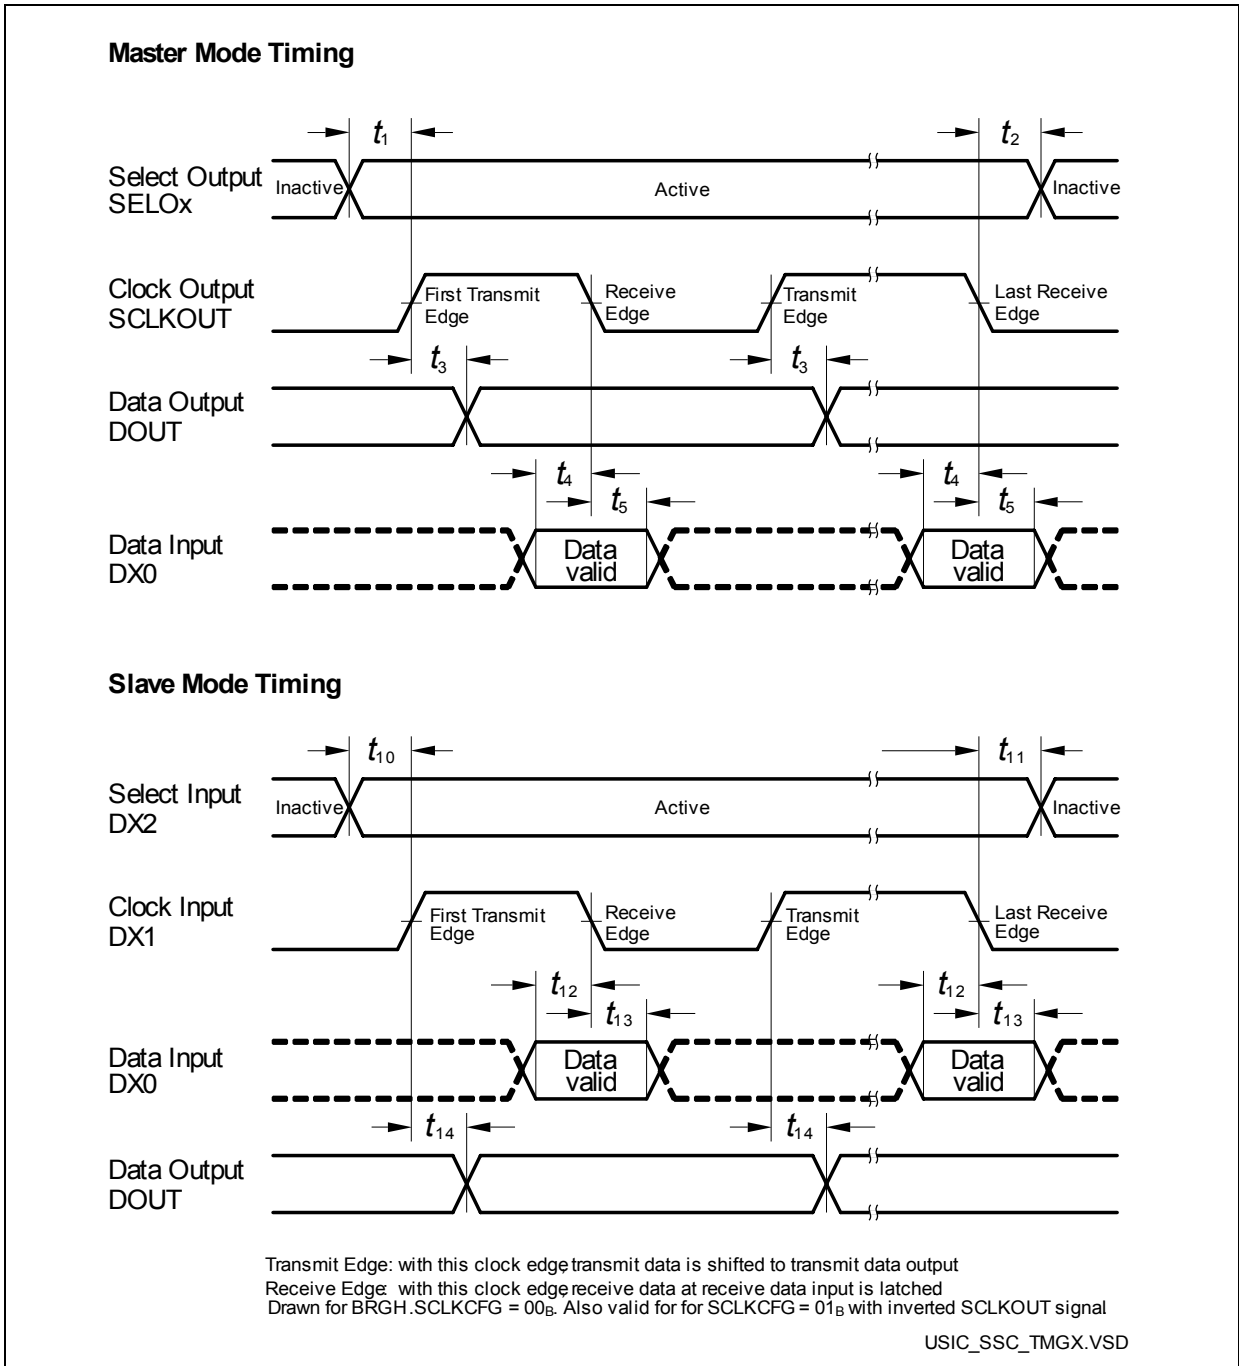 Master Mode Timing
t1
t2
Select Output
SELOx
Inactive
Active
Inactive
Clock Output
SCLKOUT
First Transmit
Edge
Receive
Edge
Transmit
Edge
Last Receive
Edge
t3
t3
Data Output
DOUT
t4
t4
t5
t5
Data Input
DX0
Data
valid
Data
valid
Slave Mode Timing
t10
t11
Select Input
DX2
Inactive
Active
Inactive
Clock Input
DX1
First Transmit
Edge
Receive
Edge
Transmit
Edge
Last Receive
Edge
t12
t12
t13
t13
Data Input
DX0
Data
valid
Data
valid
t14
t14
Data Output
DOUT
Transmit Edge: with this clock edge, transmit data is shifted to transmit data output
Receive Edge: with this clock edge, receive data at receive data input is latched
Drawn for BRGH.SCLKCFG = 00B. Also valid for for SCLKCFG = 01B with inverted SCLKOUT signal.
USIC_SSC_TMGX.VSD